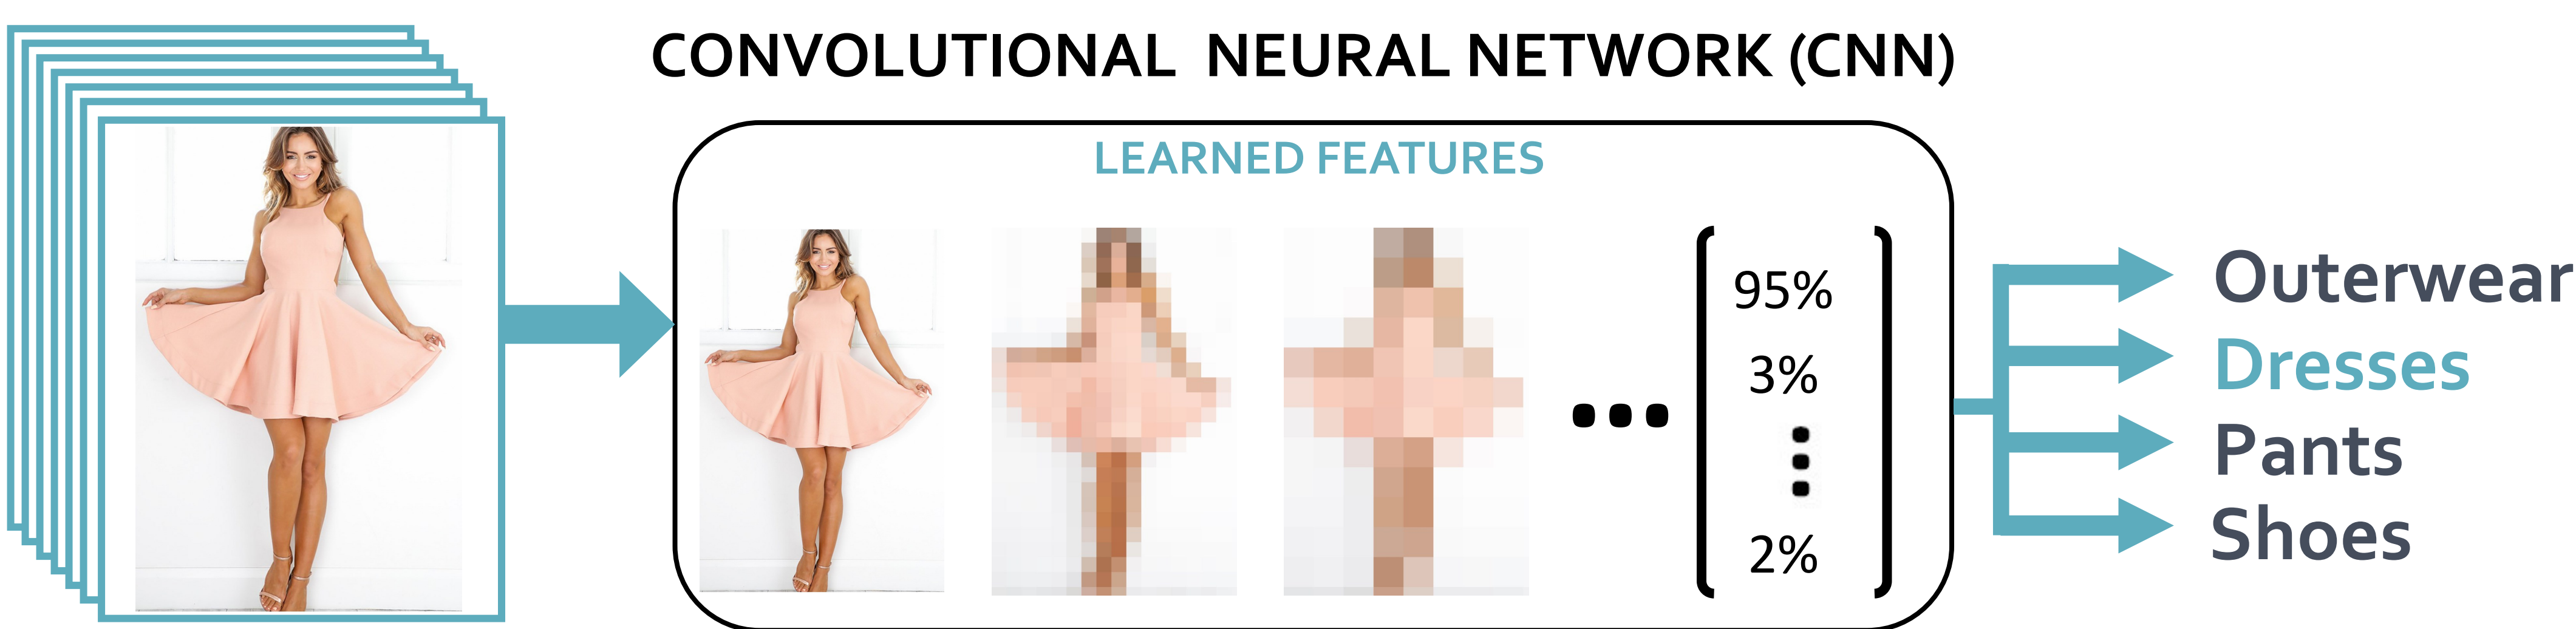 CONVOLUTIONAL NEURAL NETWORK (CNN)
LEARNED FEATURES
95%
3%
2%
Outerwear
Dresses
Pants
Shoes